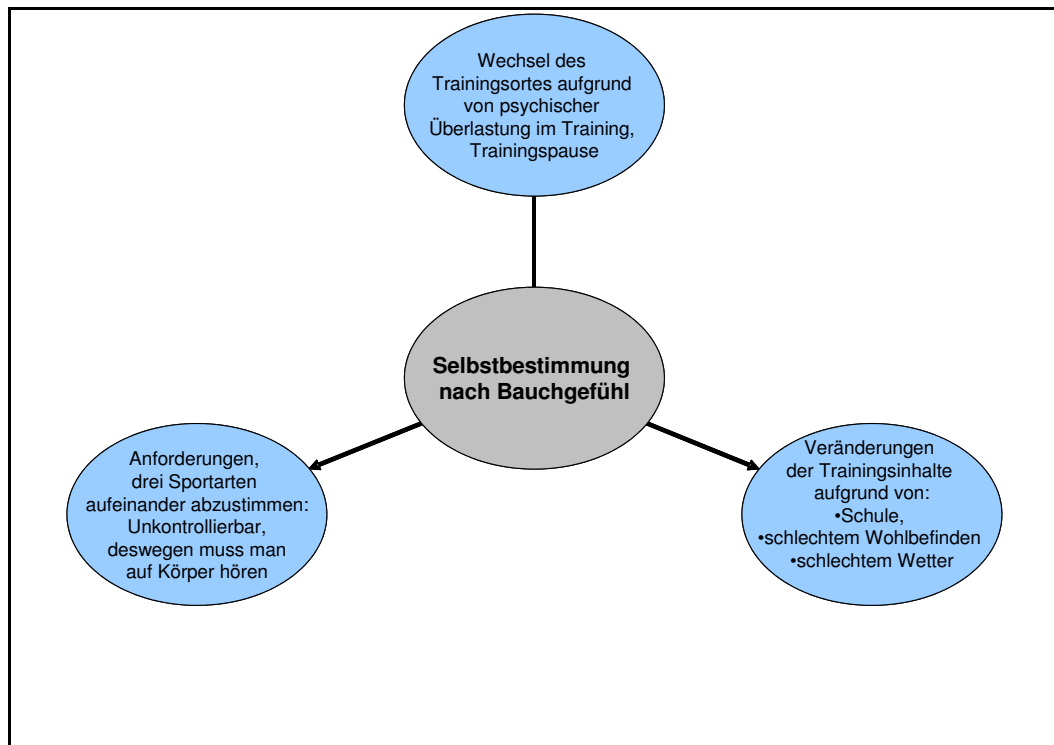 Wechsel des
Trainingsortes aufgrund
von psychischer
Überlastung im Training,
Trainingspause
Selbstbestimmung
nach Bauchgefühl
Anforderungen,
drei Sportarten
aufeinander abzustimmen:
Unkontrollierbar,
deswegen muss man
auf Körper hören
Veränderungen
der Trainingsinhalte
aufgrund von:
•Schule,
•schlechtem Wohlbefinden
•schlechtem Wetter